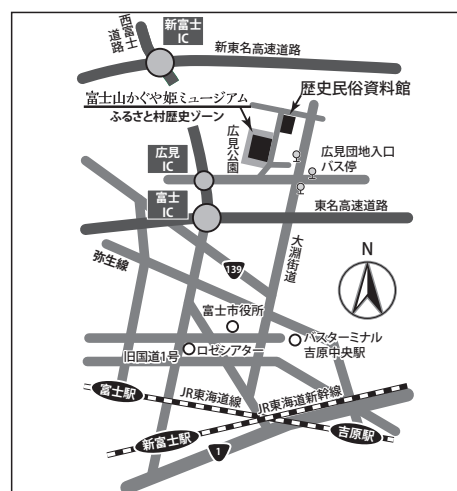 西富士
道路
新富士
IC
新東名高速道路
富士山かぐや姫ミュージアム
ふるさと村歴史ゾーン
歴史民俗資料館
広見公園
広見団地入口
バス停
広見
IC
富士
IC
東名高速道路
大淵街道
弥生線
139
N
富士市役所
バスターミナル
吉原中央駅
ロゼシアター
旧国道1号
富士駅
JR東海道線
JR東海道新幹線
新富士駅
1
吉原駅